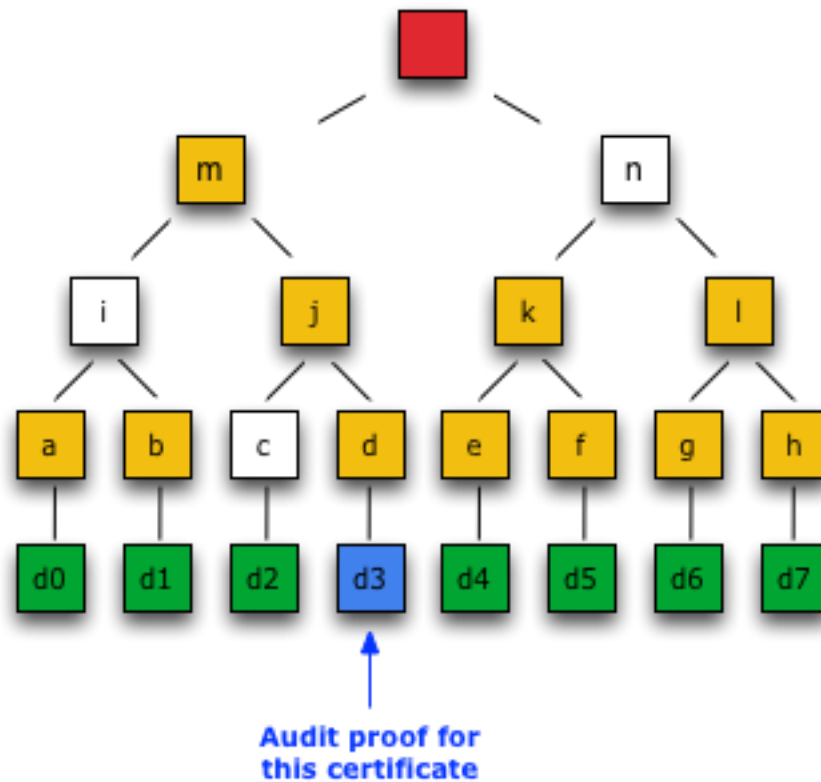 m n
i j k l
a b c d e f g h
d0 d1 d2 d3 d4 d5 d6 d7
Audit proof for
this certificate